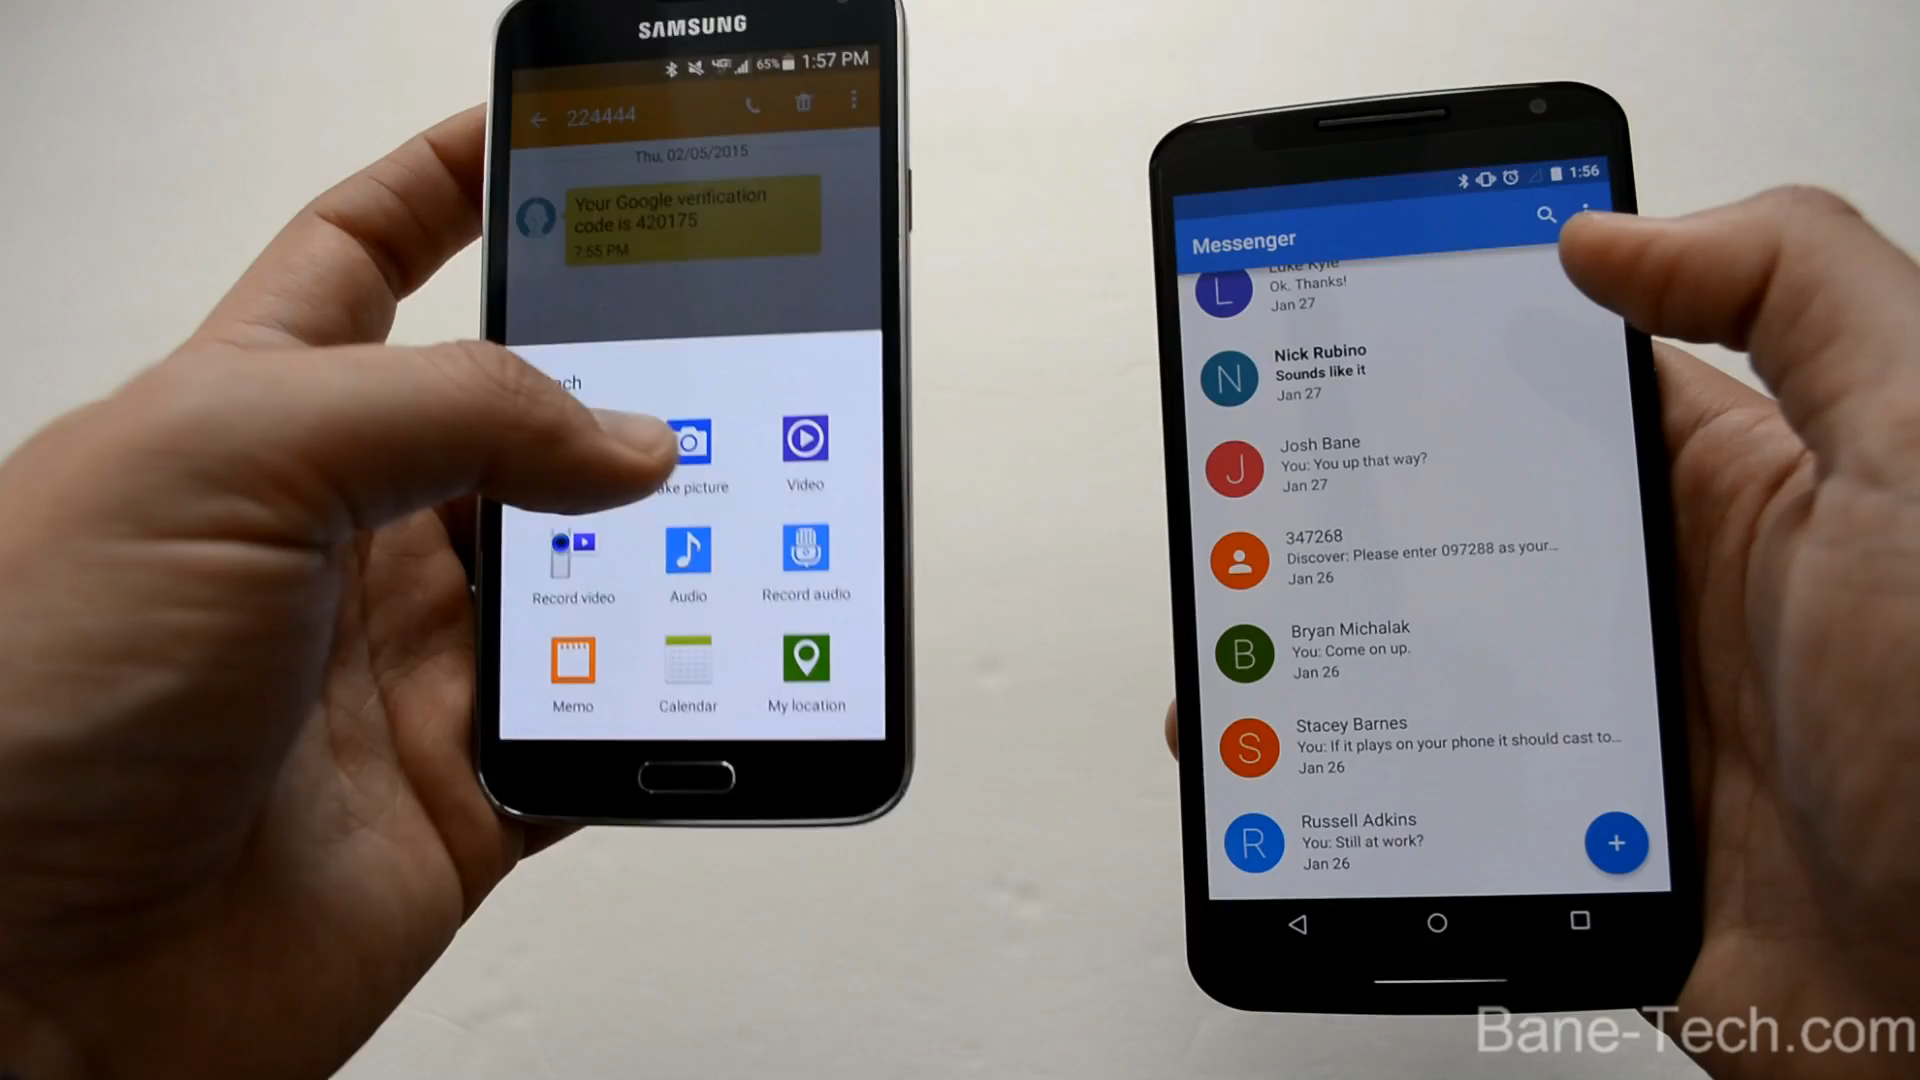 SAMSUNG
65% 1:57 PM
224444
Thu, 02/05/2015
Your Google verification
code is 420175
7:55 PM
Video
Record video
Audio
Record audio
Memo
Calendar
My location
1:56
Messenger
L
Luke Kyle
Ok. Thanks!
Jan 27
N
Nick Rubino
Sounds like it
Jan 27
J
Josh Bane
You: You up that way?
Jan 27
347268
Discover: Please enter 097288 as your...
Jan 26
B
Bryan Michalak
You: Come on up.
Jan 26
S
Stacey Barnes
You: If it plays on your phone it should cast to...
Jan 26
R
Russell Adkins
You: Still at work?
Jan 26
Bane-Tech.com